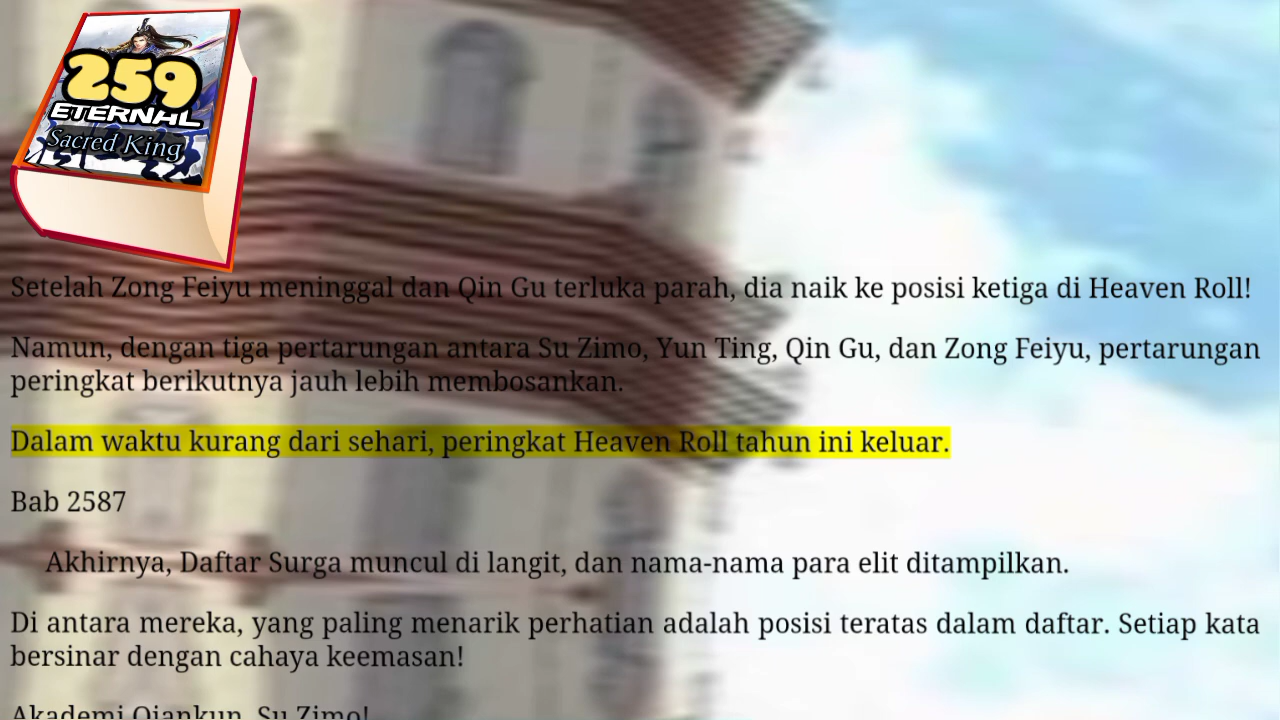 259
ETERNAL
Sacred King
Setelah Zong Feiyu meninggal dan Qin Gu terluka parah, dia naik ke posisi ketiga di Heaven Roll!
Namun, dengan tiga pertarungan antara Su Zimo, Yun Ting, Qin Gu, dan Zong Feiyu, pertarungan
peringkat berikutnya jauh lebih membosankan.
Dalam waktu kurang dari sehari, peringkat Heaven Roll tahun ini keluar.
Bab 2587
Akhirnya, Daftar Surga muncul di langit, dan nama-nama para elit ditampilkan.
Di antara mereka, yang paling menarik perhatian adalah posisi teratas dalam daftar. Setiap kata
bersinar dengan cahaya keemasan!
Akademi Qiankun, Su Zimo!